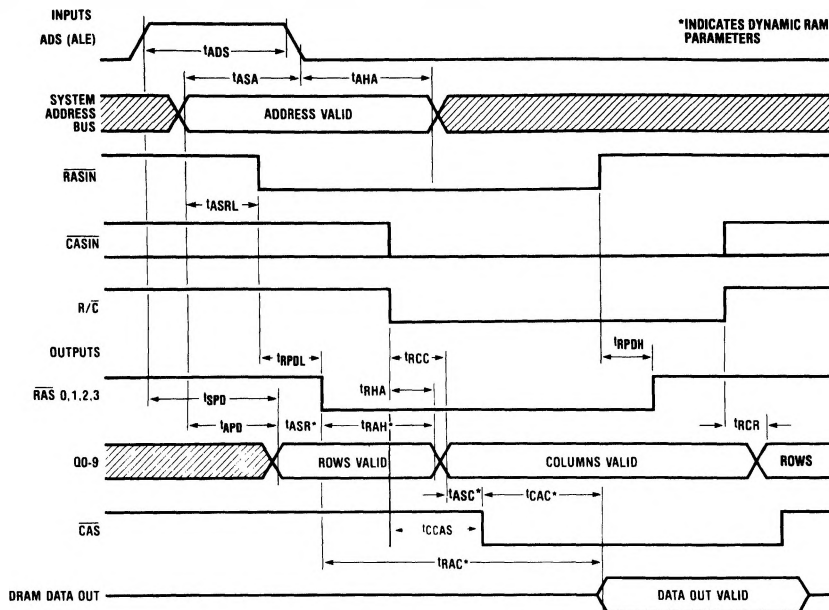 INPUTS
*INDICATES DYNAMIC RAM
PARAMETERS
ADS (ALE)
tADS
tASA
tAHA
SYSTEM
ADDRESS
BUS
ADDRESS VALID
RASIN
tASRL
CASIN
R/C
OUTPUTS
tRPDL
tRCC
tRPDH
RAS 0,1,2,3
tSPD
tRHA
tAPD
tASR*
tRAH*
tRCR
Q0-9
ROWS VALID
COLUMNS VALID
ROWS
tASC*
tCAC*
CAS
tCCAS
tRAC*
DRAM DATA OUT
DATA OUT VALID